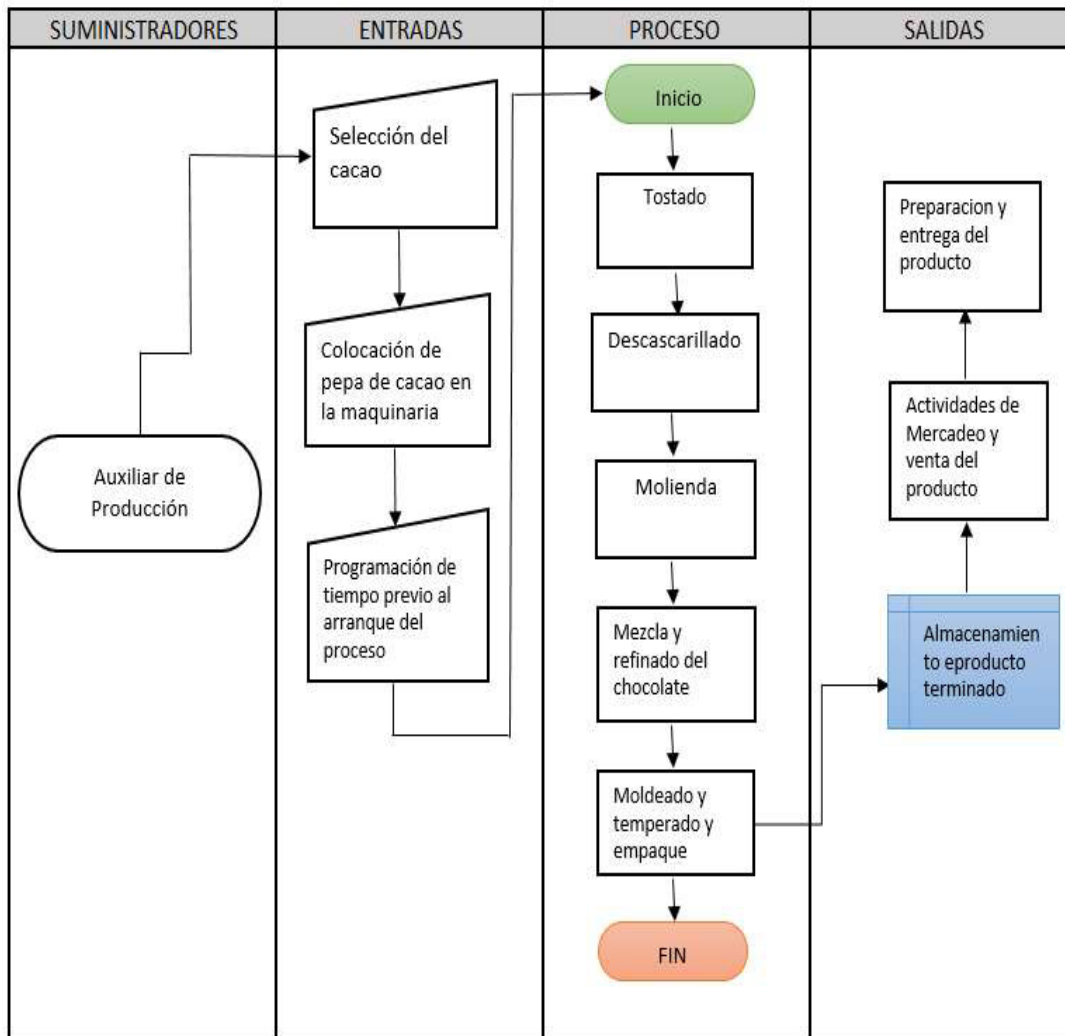 SUMINISTRADORES
ENTRADAS
PROCESO
SALIDAS
Auxiliar de
Producción
Selección del
cacao
Colocación de
pepa de cacao en
la maquinaria
Programación de
tiempo previo al
arranque del
proceso
Inicio
Tostado
Descascarillado
Molienda
Mezcla y
refinado del
chocolate
Moldeado y
temperado y
empaque
FIN
Almacenamien
to eproducto
terminado
Actividades de
Mercadeo y
venta del
producto
Preparacion y
entrega del
producto